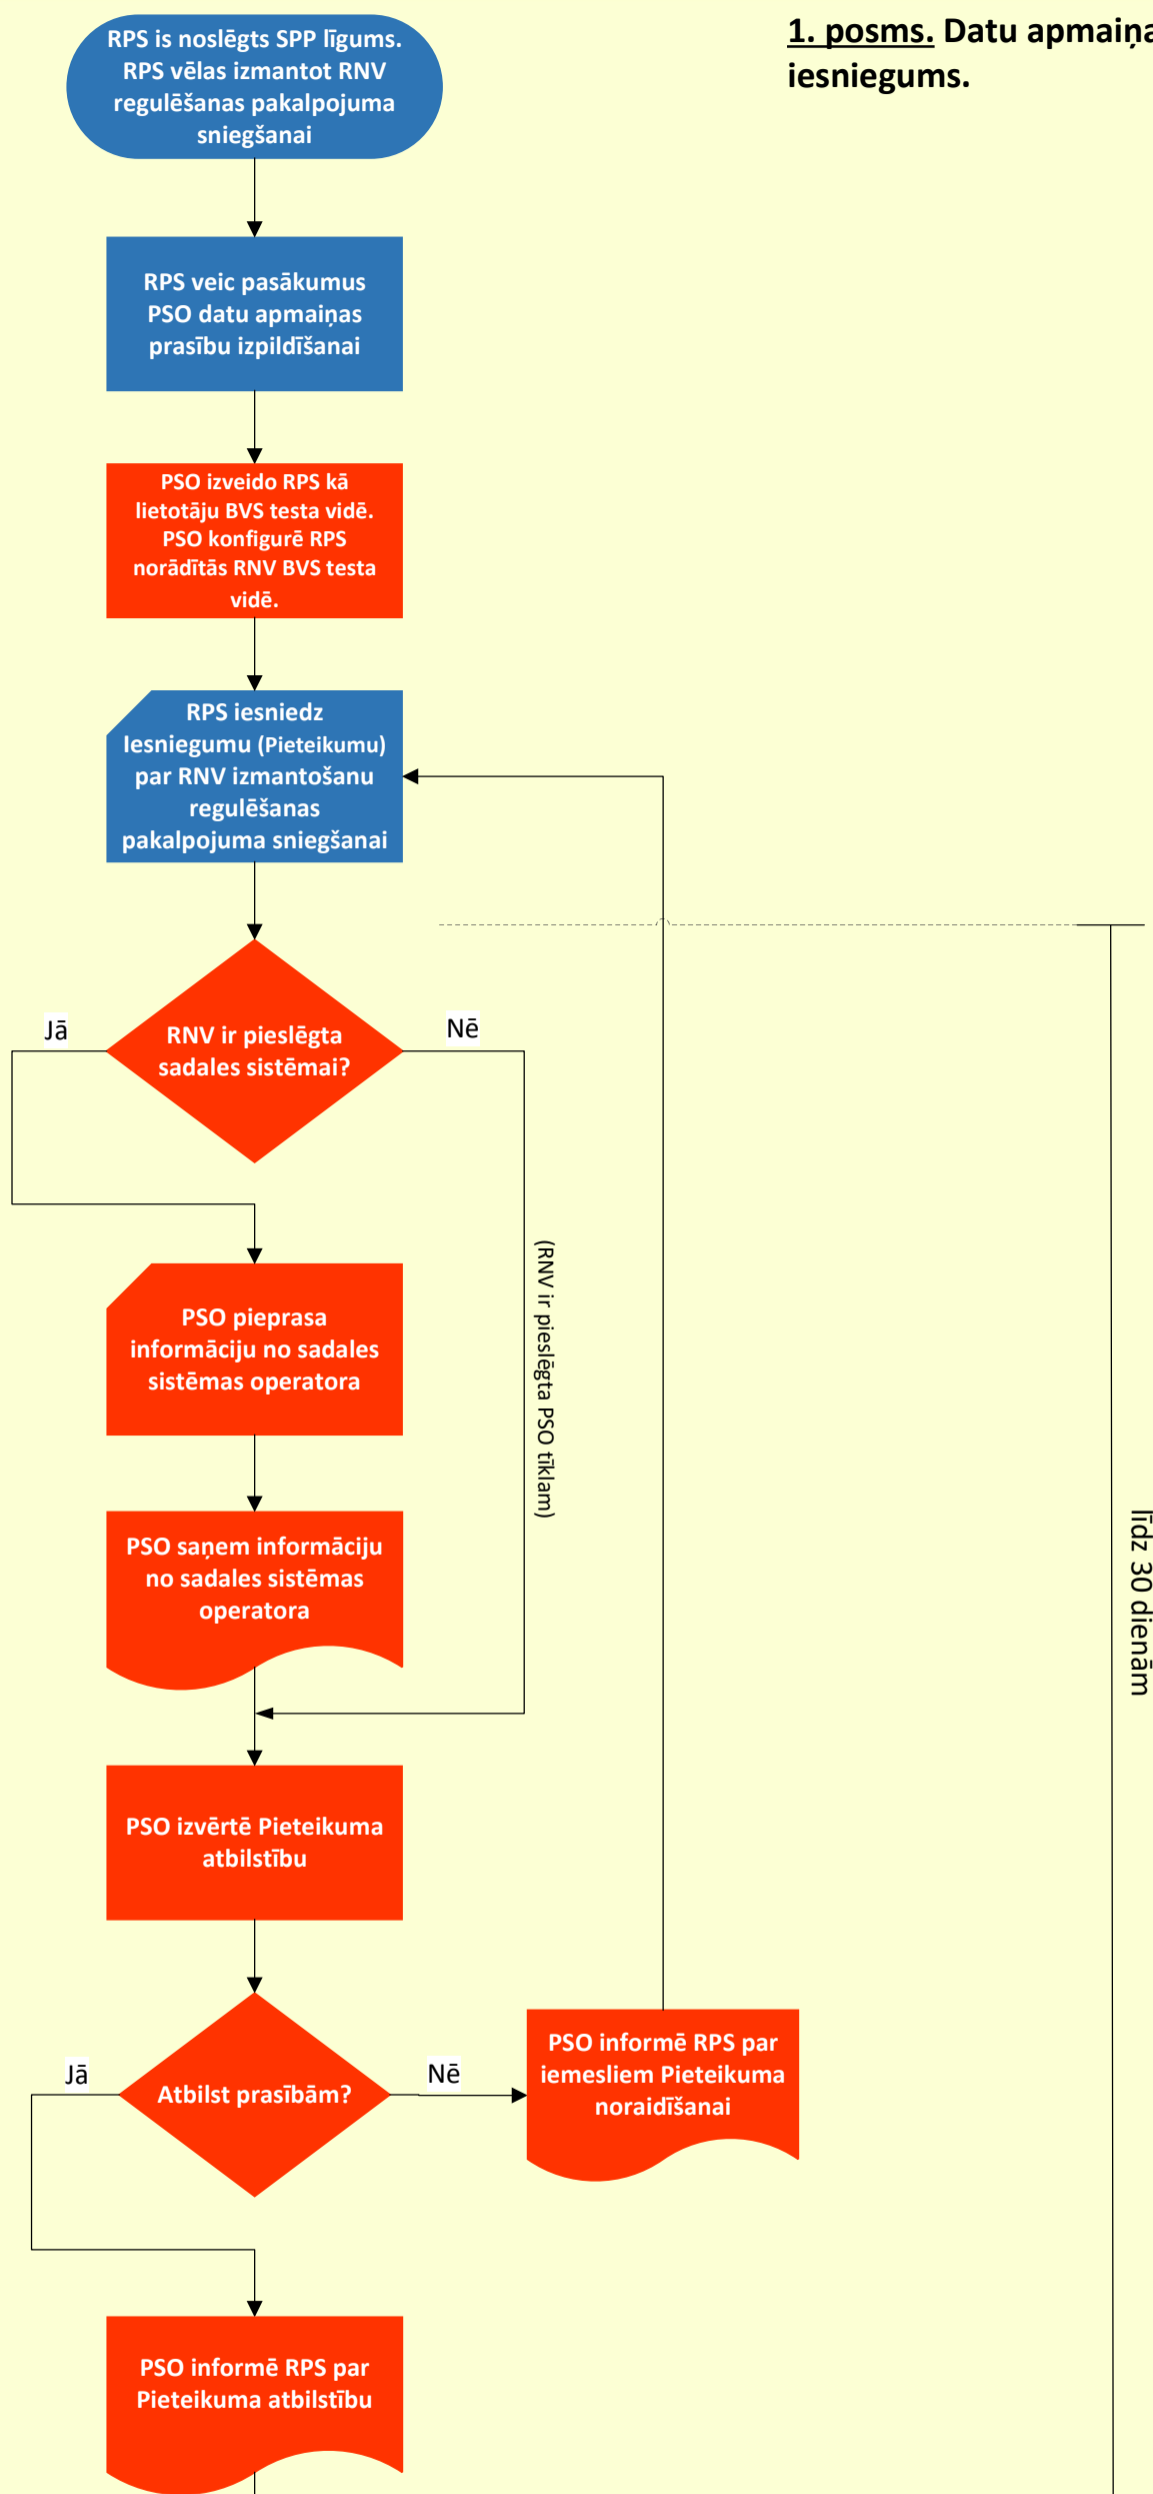 1. posms. Datu apmaiņa
iesniegums.
RPS is noslēgts SPP līgums.
RPS vēlas izmantot RNV
regulēšanas pakalpojuma
sniegšanai
RPS veic pasākumus
PSO datu apmaiņas
prasību izpildīšanai
PSO izveido RPS kā
lietotāju BVS testa vidē.
PSO konfigurē RPS
norādītās RNV BVS testa
vidē.
RPS iesniedz
Iesniegumu (Pieteikumu)
par RNV izmantošanu
regulēšanas
pakalpojuma sniegšanai
RNV ir pieslēgta
sadales sistēmai?
Jā
Nē
(RNV ir pieslēgta PSO tīklam)
PSO pieprasa
informāciju no sadales
sistēmas operatora
PSO saņem informāciju
no sadales sistēmas
operatora
līdz 30 dienām
PSO izvērtē Pieteikuma
atbilstību
Atbilst prasībām?
Jā
Nē
PSO informē RPS par
iemesliem Pieteikuma
noraidīšanai
PSO informē RPS par
Pieteikuma atbilstību